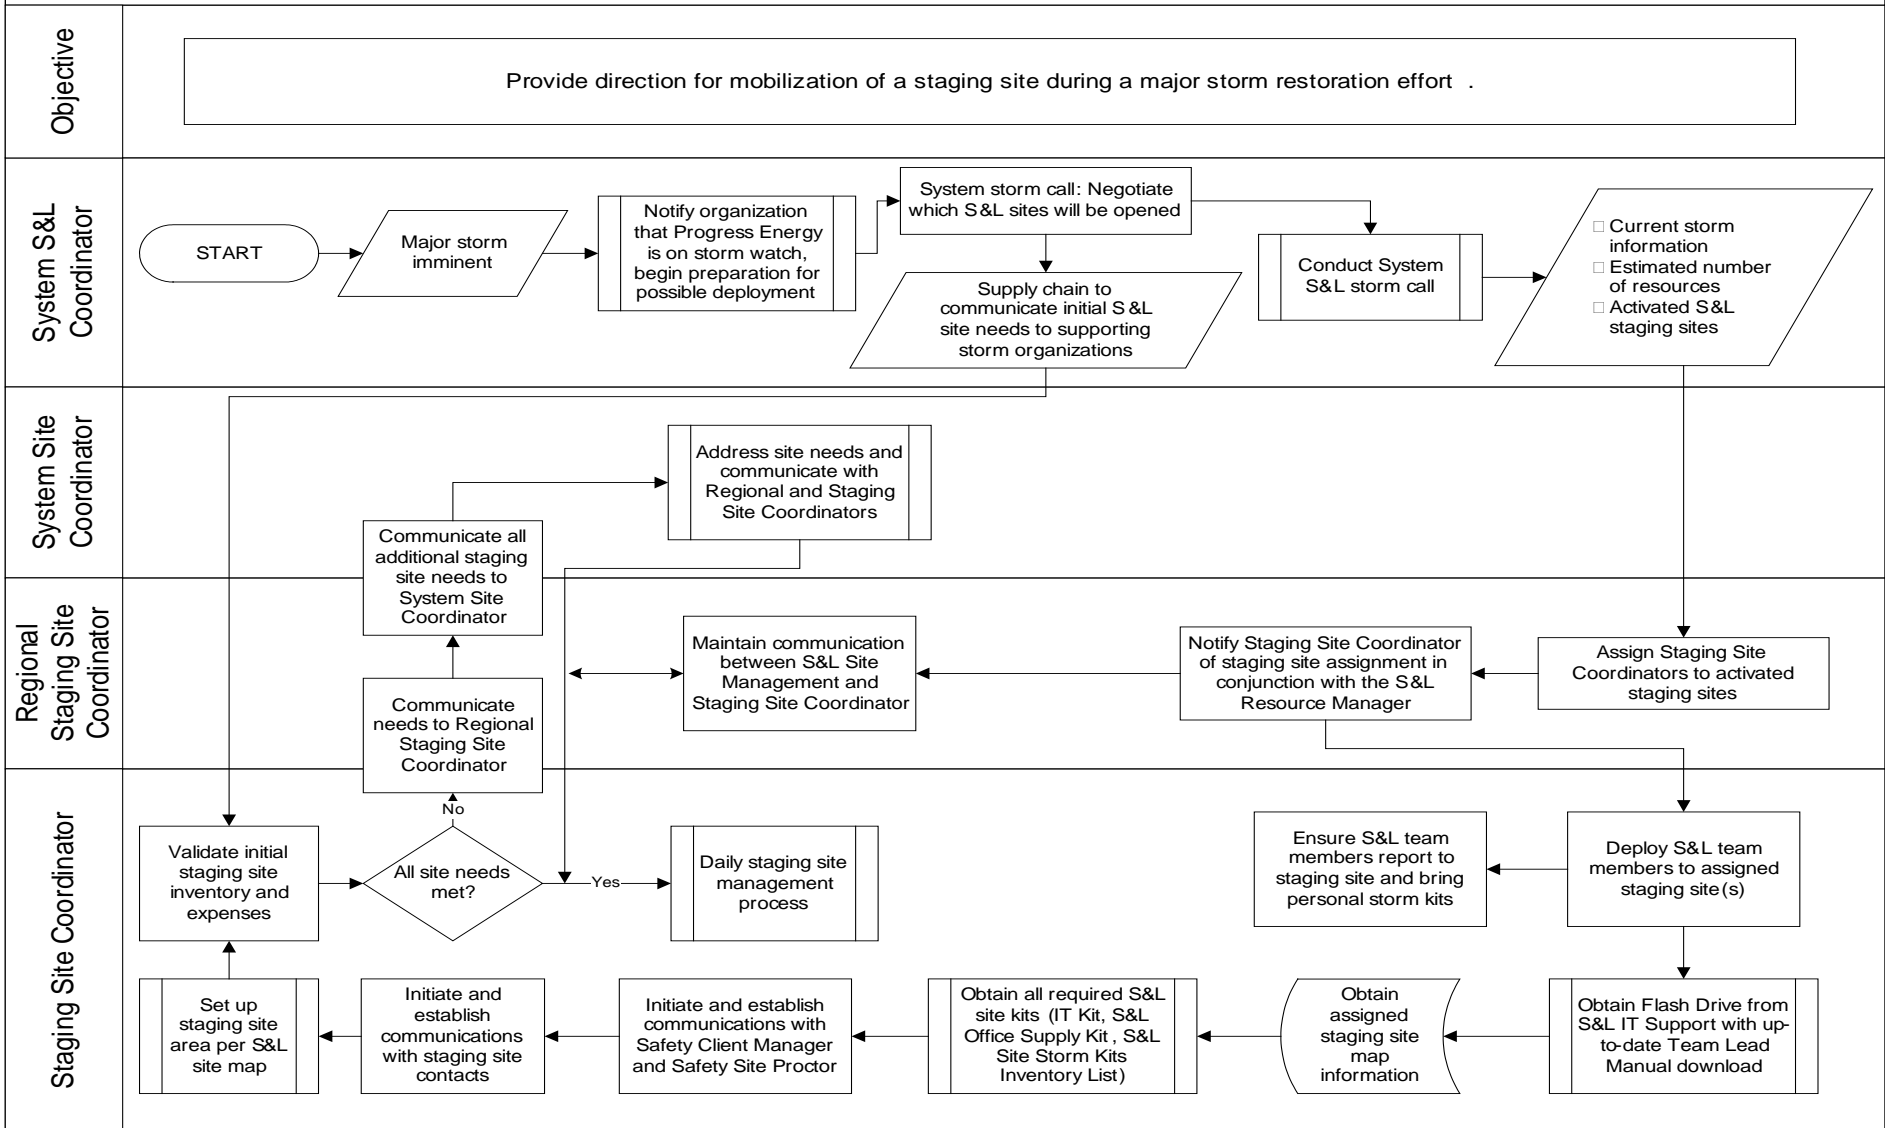 Objective
Provide direction for mobilization of a staging site during a major storm restoration effort .
System S&L
Coordinator
START
Major storm
imminent
Notify organization
that Progress Energy
is on storm watch,
begin preparation for
possible deployment
System storm call: Negotiate
which S&L sites will be opened
Supply chain to
communicate initial S&L
site needs to supporting
storm organizations
Conduct System
S&L storm call
□ Current storm
information
□ Estimated number
of resources
□ Activated S&L
staging sites
System Site
Coordinator
Address site needs and
communicate with
Regional and Staging
Site Coordinators
Communicate all
additional staging
site needs to
System Site
Coordinator
Regional
Staging Site
Coordinator
Communicate
needs to Regional
Staging Site
Coordinator
Maintain communication
between S&L Site
Management and
Staging Site Coordinator
Notify Staging Site Coordinator
of staging site assignment in
conjunction with the S&L
Resource Manager
Assign Staging Site
Coordinators to activated
staging sites
Staging Site Coordinator
Validate initial
staging site
inventory and
expenses
No
All site needs
met?
Yes
Daily staging site
management
process
Ensure S&L team
members report to
staging site and bring
personal storm kits
Deploy S&L team
members to assigned
staging site(s)
Set up
staging site
area per S&L
site map
Initiate and
establish
communications
with staging site
contacts
Initiate and establish
communications with
Safety Client Manager
and Safety Site Proctor
Obtain all required S&L
site kits (IT Kit, S&L
Office Supply Kit , S&L
Site Storm Kits
Inventory List)
Obtain
assigned
staging site
map
information
Obtain Flash Drive from
S&L IT Support with up-
to-date Team Lead
Manual download